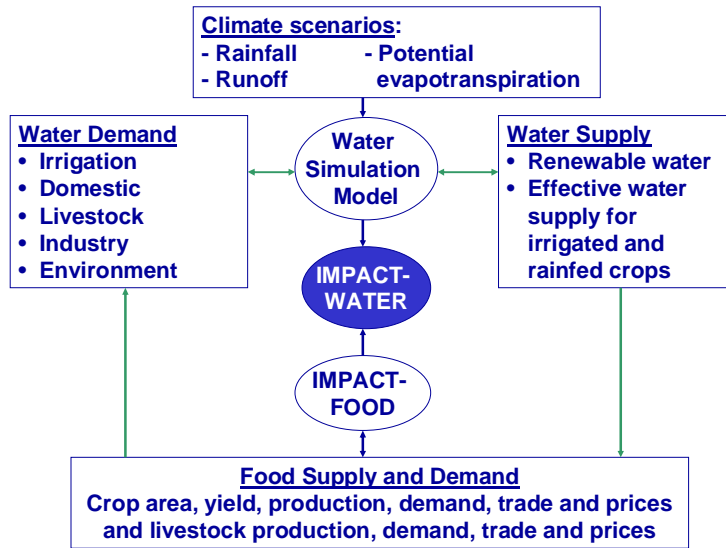 Climate scenarios:
- Rainfall - Potential
- Runoff evapotranspiration
Water Demand
• Irrigation
• Domestic
• Livestock
• Industry
• Environment
Water
Simulation
Model
Water Supply
• Renewable water
• Effective water
supply for
irrigated and
rainfed crops
IMPACT-
WATER
IMPACT-
FOOD
Food Supply and Demand
Crop area, yield, production, demand, trade and prices
and livestock production, demand, trade and prices